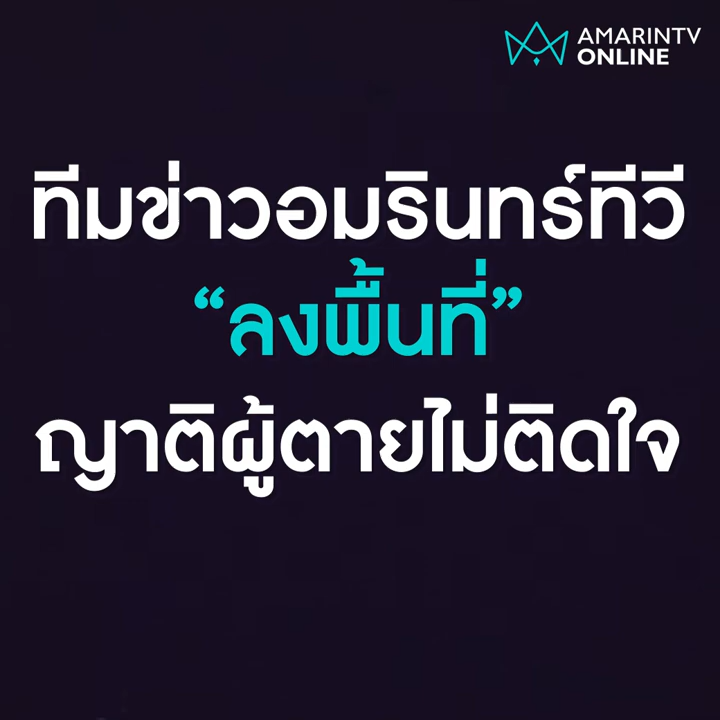 AMARINTV
ONLINE
ทีมข่าวอมรินทร์ทีวี
“ลงพื้นที่”
ญาติผู้ตายไม่ติดใจ